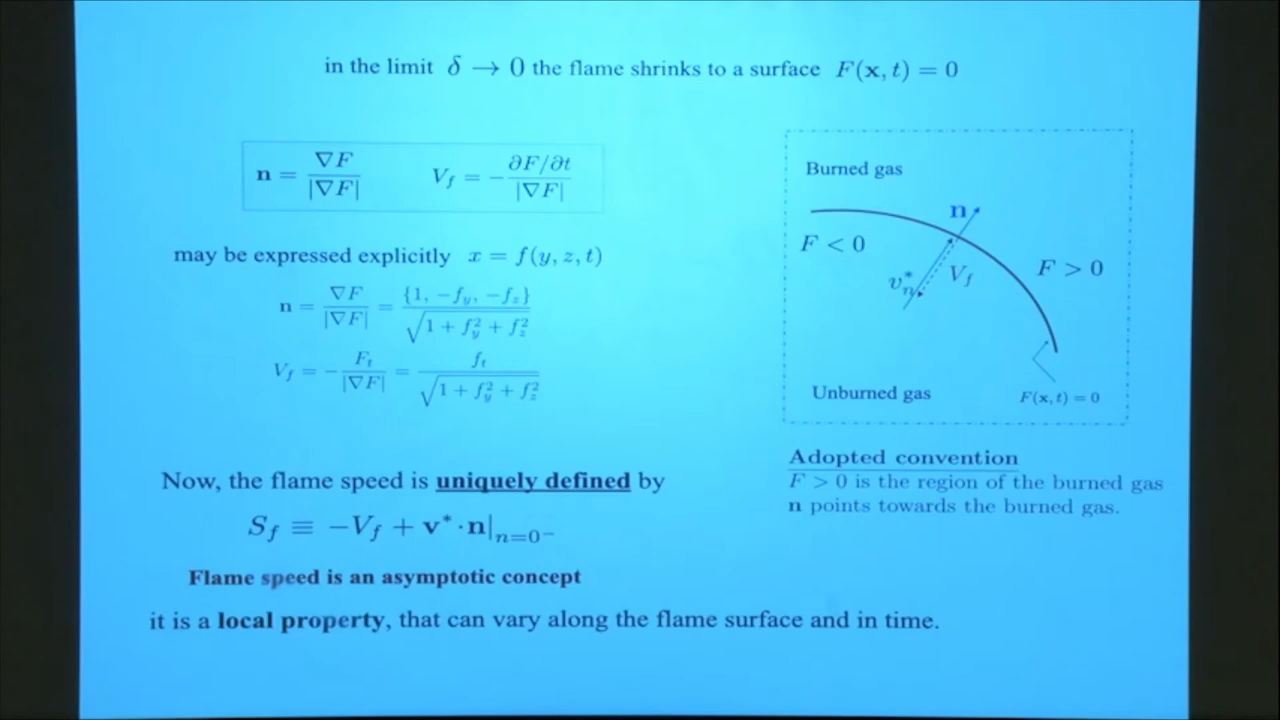 in the limit δ → 0 the flame shrinks to a surface F(x, t) = 0
n = ∇F / |∇F|    V_f = − ∂F/∂t / |∇F|
may be expressed explicitly x = f(y, z, t)
n = ∇F / |∇F| = {1, −f_y, −f_z} / √(1 + f_y² + f_z²)
V_f = − F_t / |∇F| = f_t / √(1 + f_y² + f_z²)
Now, the flame speed is uniquely defined by
S_f ≡ −V_f + v* · n|_{n=0⁻}
Flame speed is an asymptotic concept
it is a local property, that can vary along the flame surface and in time.
Burned gas
n
F < 0
F > 0
v_n*
V_f
Unburned gas
F(x, t) = 0
Adopted convention
F > 0 is the region of the burned gas
n points towards the burned gas.